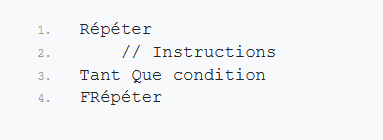 1. Répéter
2. // Instructions
3. Tant Que condition
4. FRépéter